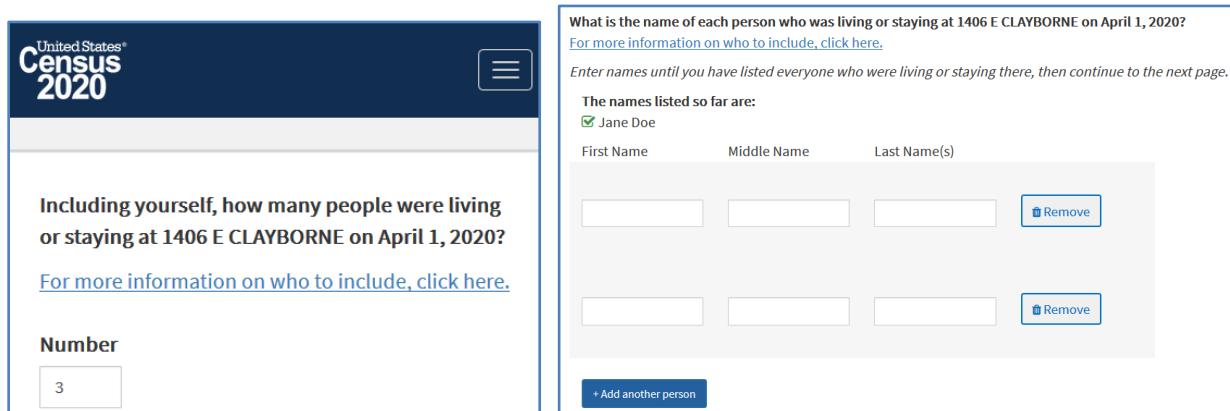 United States®
Census
2020
Including yourself, how many people were living
or staying at 1406 E CLAYBORNE on April 1, 2020?
For more information on who to include, click here.
Number
3
What is the name of each person who was living or staying at 1406 E CLAYBORNE on April 1, 2020?
For more information on who to include, click here.
Enter names until you have listed everyone who were living or staying there, then continue to the next page.
The names listed so far are:
Jane Doe
First Name Middle Name Last Name(s)
Remove
Remove
+ Add another person